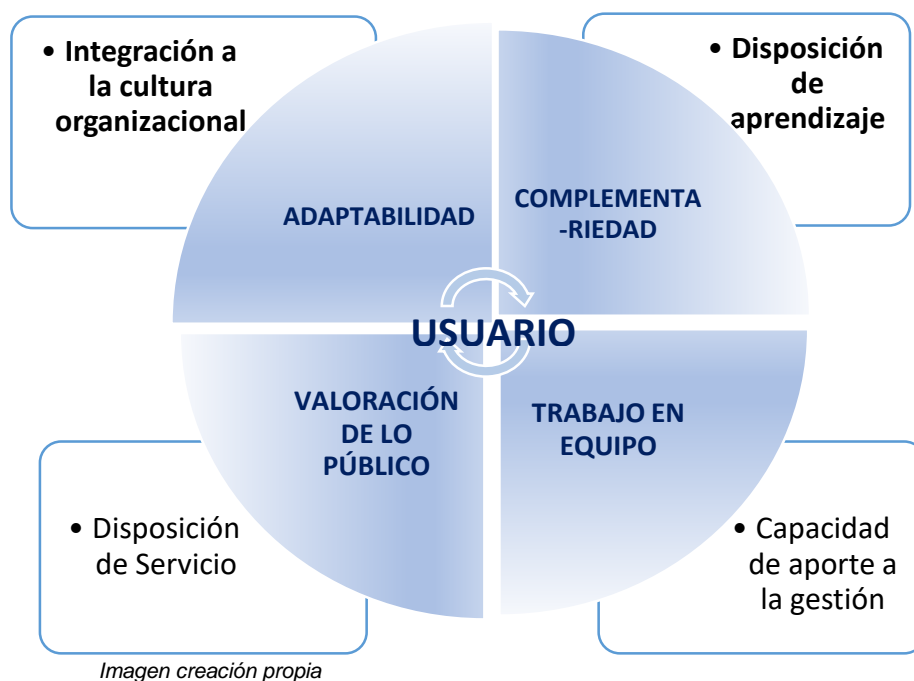 • Integración a
la cultura
organizacional
• Disposición
de
aprendizaje
ADAPTABILIDAD
COMPLEMENTA
-RIEDAD
USUARIO
VALORACIÓN
DE LO
PÚBLICO
TRABAJO EN
EQUIPO
• Disposición
de Servicio
• Capacidad
de aporte a
la gestión
Imagen creación propia